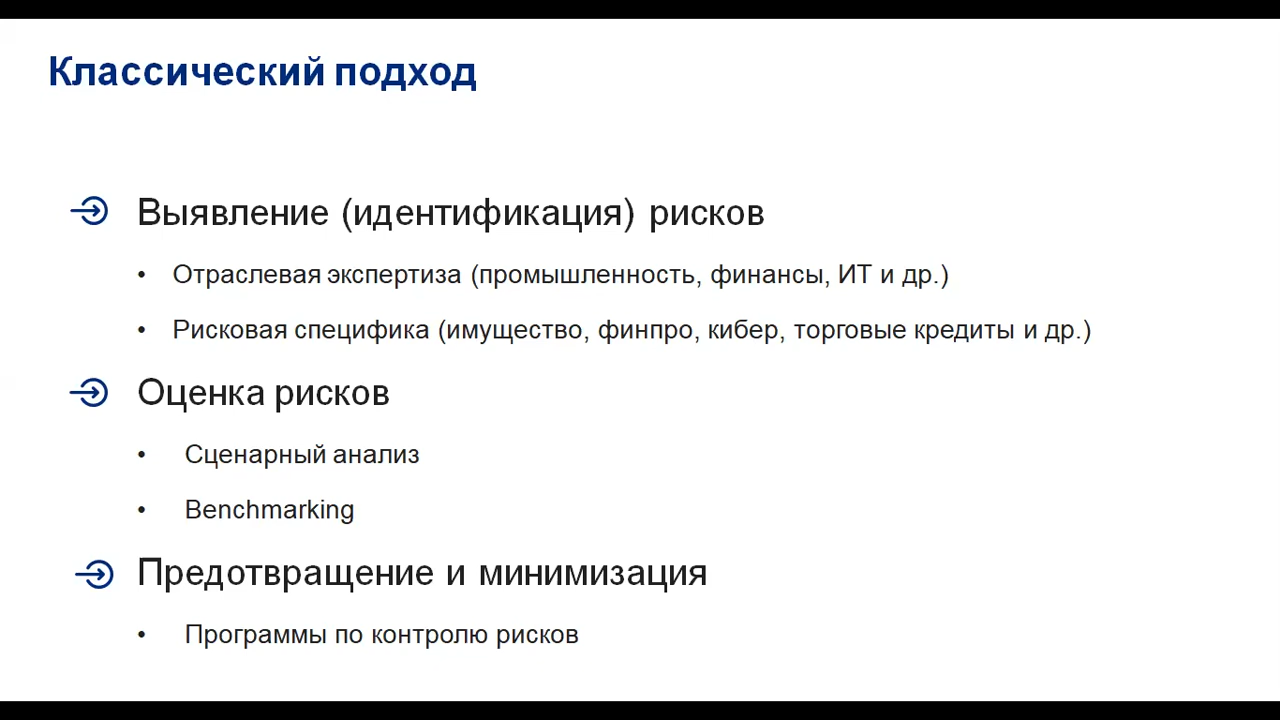 Классический подход
Выявление (идентификация) рисков
• Отраслевая экспертиза (промышленность, финансы, ИТ и др.)
• Рисковая специфика (имущество, финпро, кибер, торговые кредиты и др.)
Оценка рисков
• Сценарный анализ
• Benchmarking
Предотвращение и минимизация
• Программы по контролю рисков